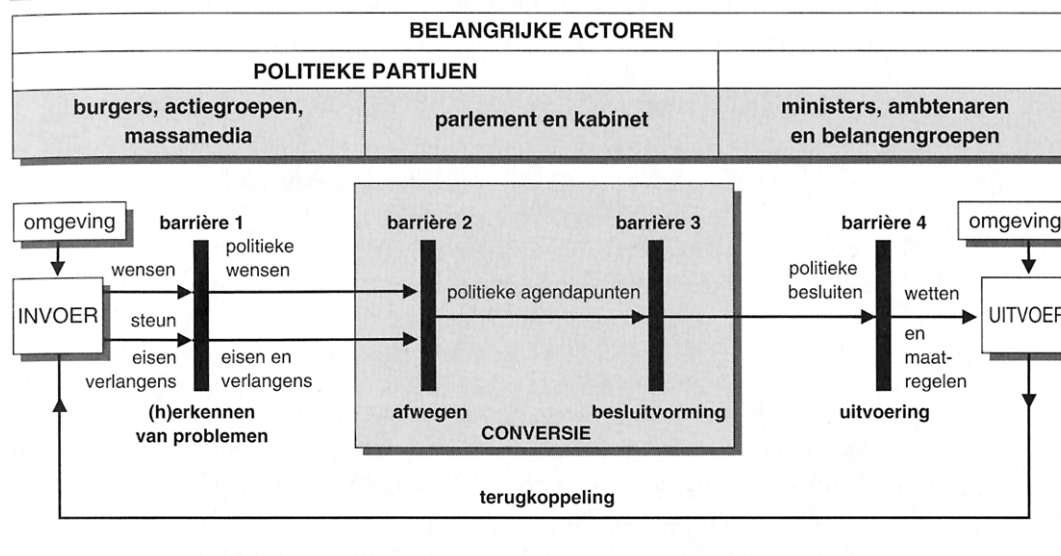 BELANGRIJKE ACTOREN
POLITIEKE PARTIJEN
burgers, actiegroepen,
massamedia
parlement en kabinet
ministers, ambtenaren
en belangengroepen
omgeving
INVOER
wensen
steun
eisen
verlangens
barrière 1
politieke
wensen
eisen en
verlangens
(h)erkennen
van problemen
barrière 2
politieke agendapunten
afwegen
barrière 3
besluitvorming
CONVERSIE
politieke
besluiten
barrière 4
wetten
en
maat-
regelen
uitvoering
omgeving
UITVOER
terugkoppeling